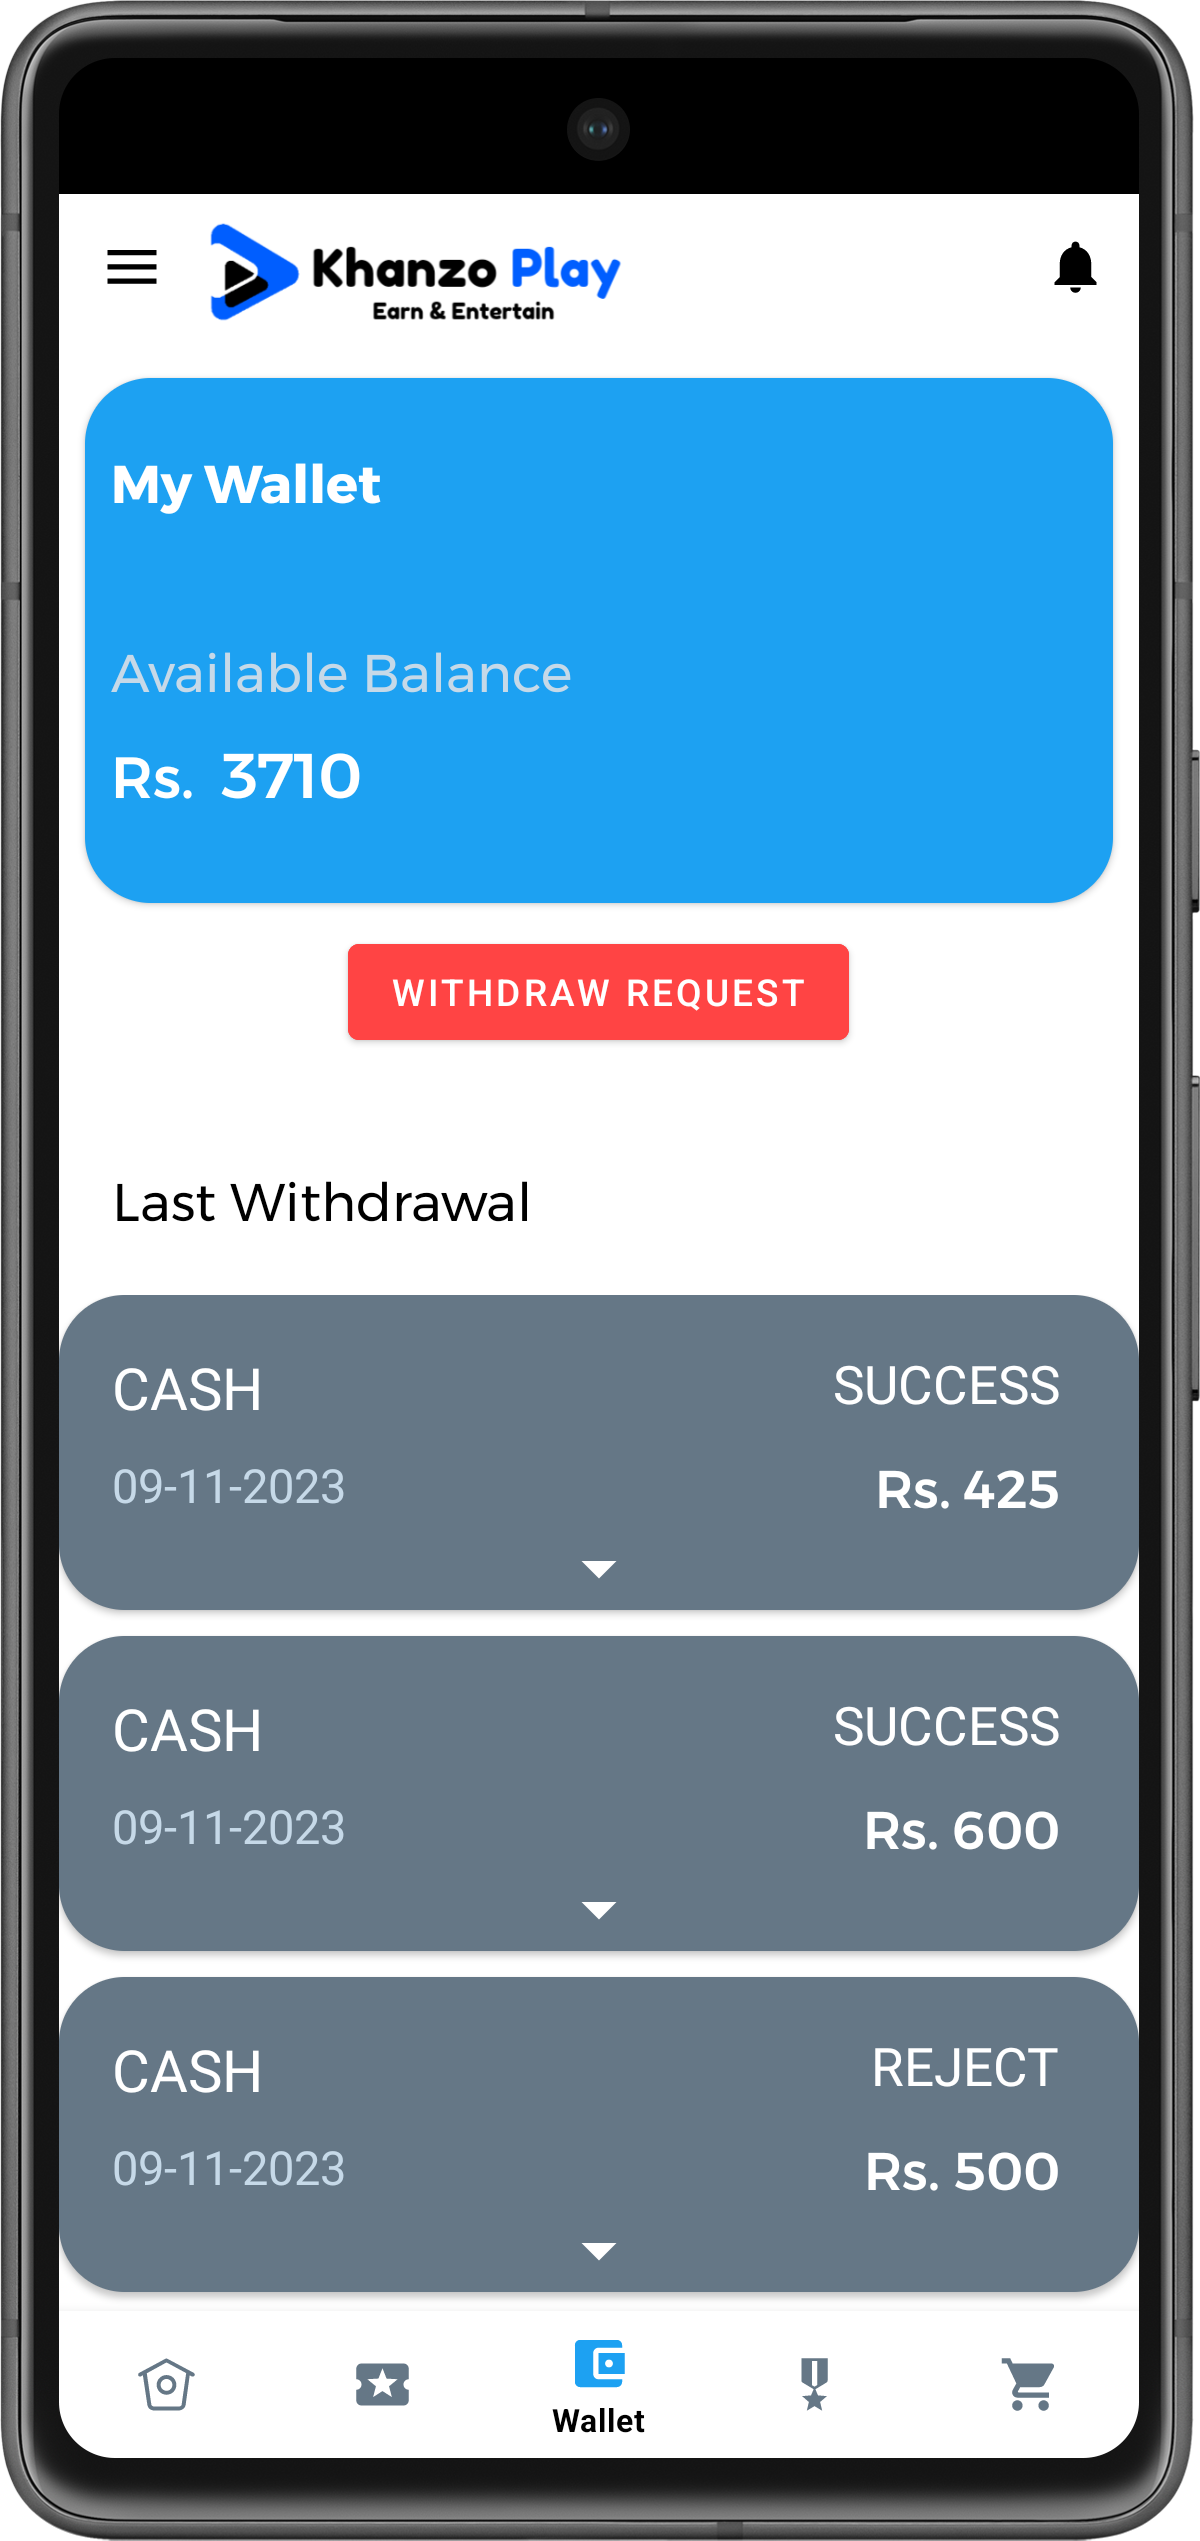 Khanzo Play
Earn & Entertain
My Wallet
Available Balance
Rs. 3710
WITHDRAW REQUEST
Last Withdrawal
CASH SUCCESS
09-11-2023 Rs. 425
CASH SUCCESS
09-11-2023 Rs. 600
CASH REJECT
09-11-2023 Rs. 500
Wallet